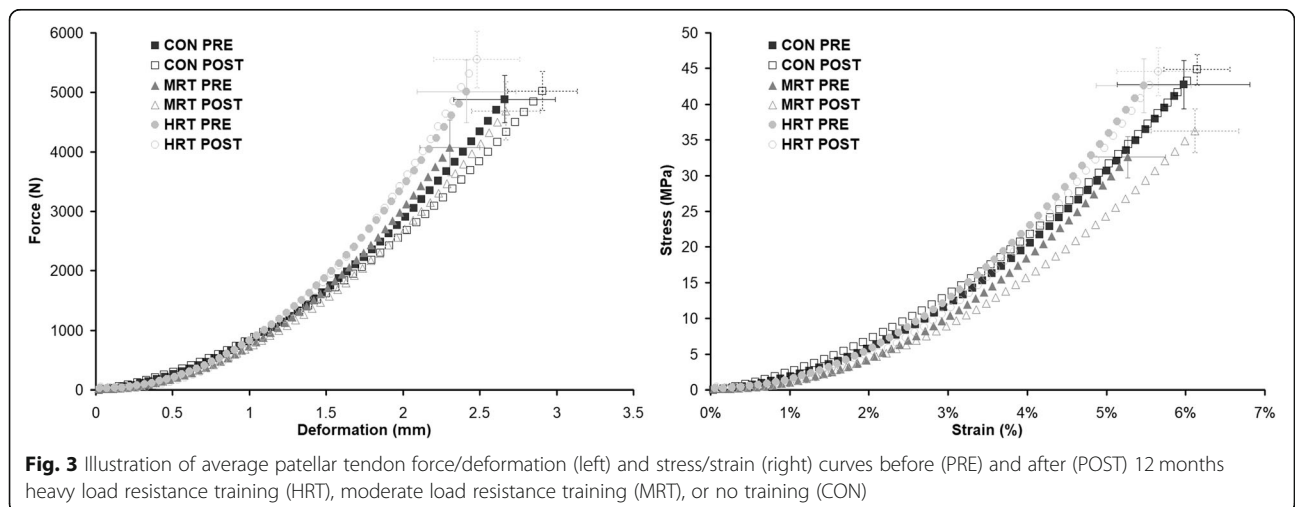 6000
5000
4000
3000
2000
1000
0
Force (N)
CON PRE
CON POST
MRT PRE
MRT POST
HRT PRE
HRT POST
0 0.5 1 1.5 2 2.5 3 3.5
Deformation (mm)
50
45
40
35
30
25
20
15
10
5
0
Stress (MPa)
CON PRE
CON POST
MRT PRE
MRT POST
HRT PRE
HRT POST
0% 1% 2% 3% 4% 5% 6% 7%
Strain (%)
Fig. 3 Illustration of average patellar tendon force/deformation (left) and stress/strain (right) curves before (PRE) and after (POST) 12 months
heavy load resistance training (HRT), moderate load resistance training (MRT), or no training (CON)